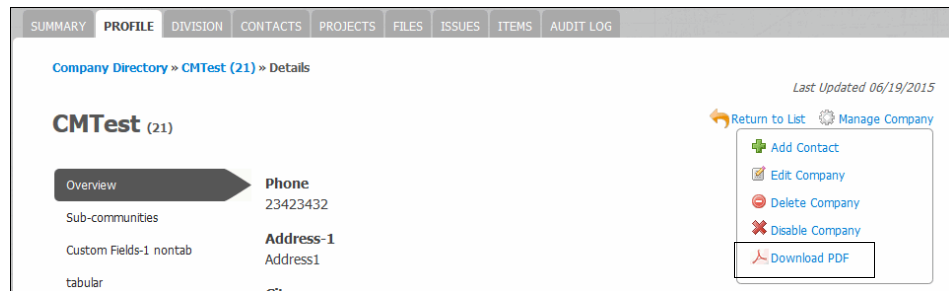 SUMMARY PROFILE DIVISION CONTACTS PROJECTS FILES ISSUES ITEMS AUDIT LOG
Company Directory » CMTest (21) » Details
Last Updated 06/19/2015
CMTest (21)
Return to List Manage Company
Add Contact
Edit Company
Delete Company
Disable Company
Download PDF
Overview
Sub-communities
Custom Fields-1 nontab
tabular
Phone
23423432
Address-1
Address1